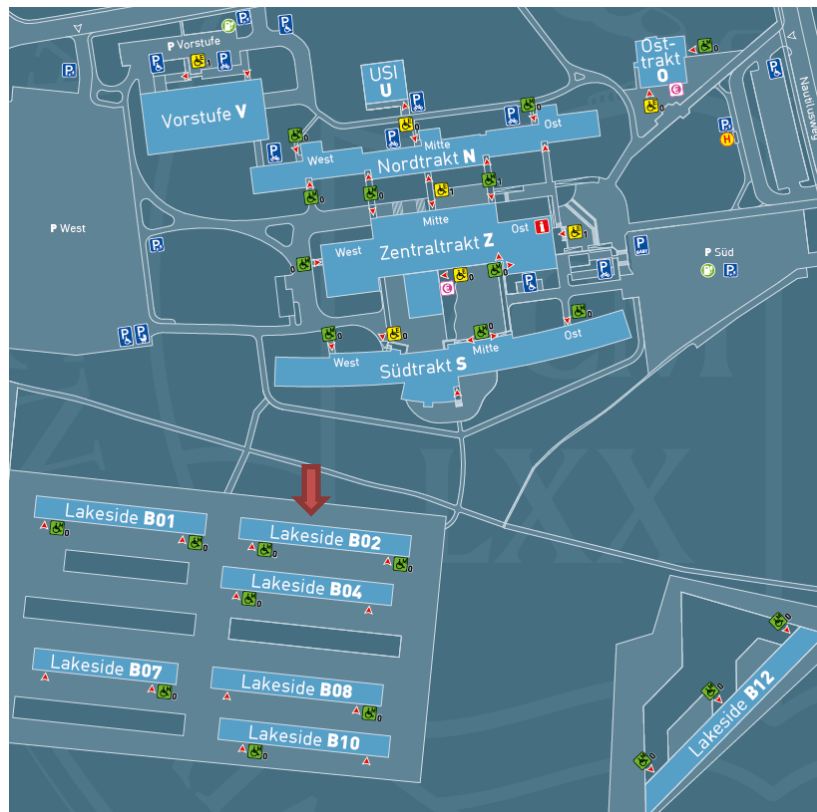 P Vorstufe
Vorstufe V
USI
U
Ost-
trakt
O
Nautilusweg
H
West
Mitte
Ost
Nordtrakt N
P West
Mitte
West
Ost
i
Zentraltrakt Z
P Süd
West
Mitte
Ost
Südtrakt S
LXX
Lakeside B01
Lakeside B02
Lakeside B04
Lakeside B07
Lakeside B08
Lakeside B10
Lakeside B12